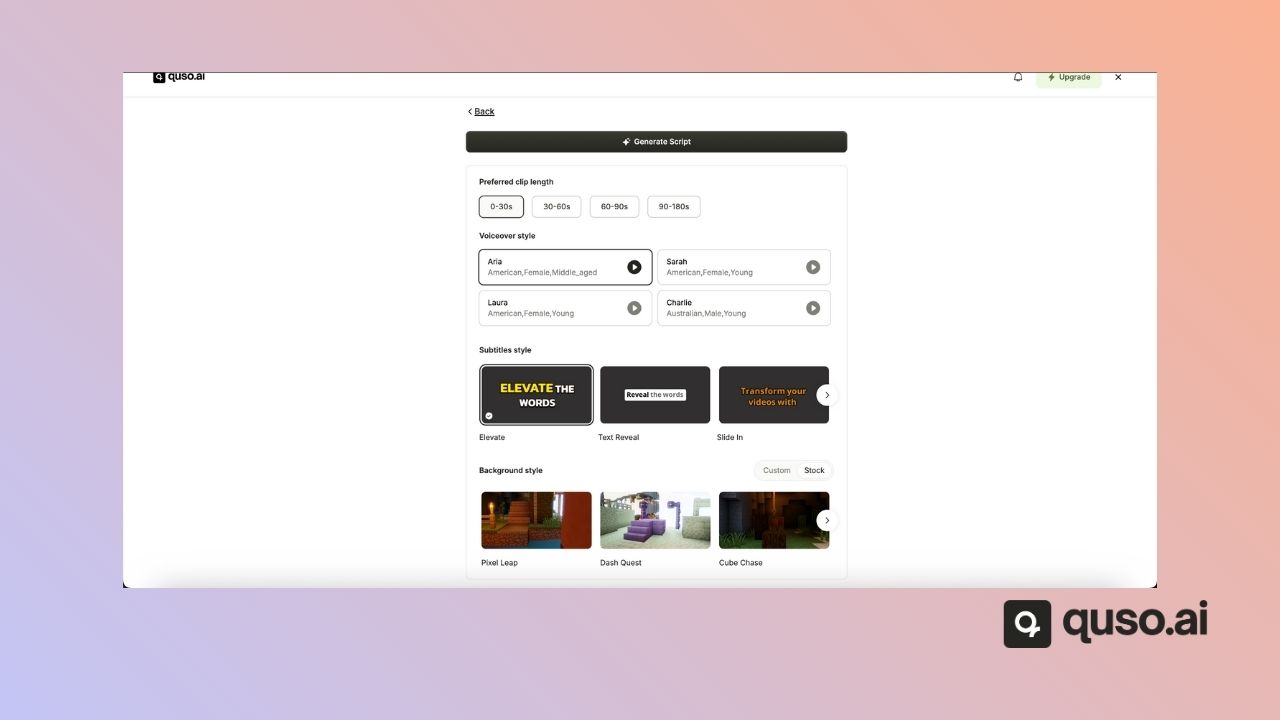 quso.ai
Upgrade
Back
Generate Script
Preferred clip length
0-30s
30-60s
60-90s
90-180s
Voiceover style
Aria
American,Female,Middle_aged
Sarah
American,Female,Young
Laura
American,Female,Young
Charlie
Australian,Male,Young
Subtitles style
ELEVATE THE
WORDS
Reveal the words
Transform your
videos with
Elevate
Text Reveal
Slide In
Background style
Custom
Stock
Pixel Leap
Dash Quest
Cube Chase
quso.ai